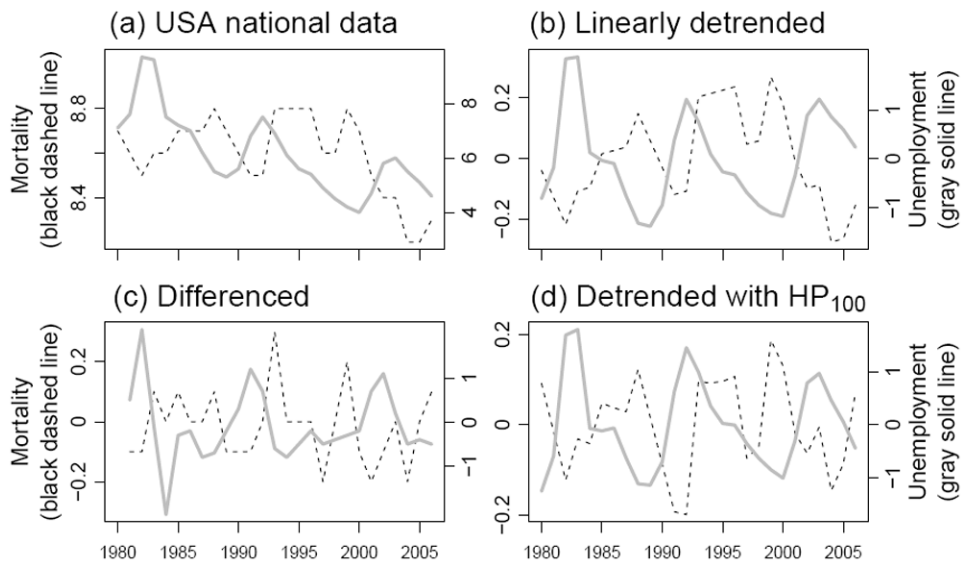 (a) USA national data
(b) Linearly detrended
Mortality
(black dashed line)
8.8
8.4
8
6
4
0.2
0
−0.2
1
0
−1
Unemployment
(gray solid line)
(c) Differenced
(d) Detrended with HP100
Mortality
(black dashed line)
0.2
0
−0.2
1
0
−1
0.2
0
−0.2
1
0
−1
Unemployment
(gray solid line)
1980 1985 1990 1995 2000 2005
1980 1985 1990 1995 2000 2005